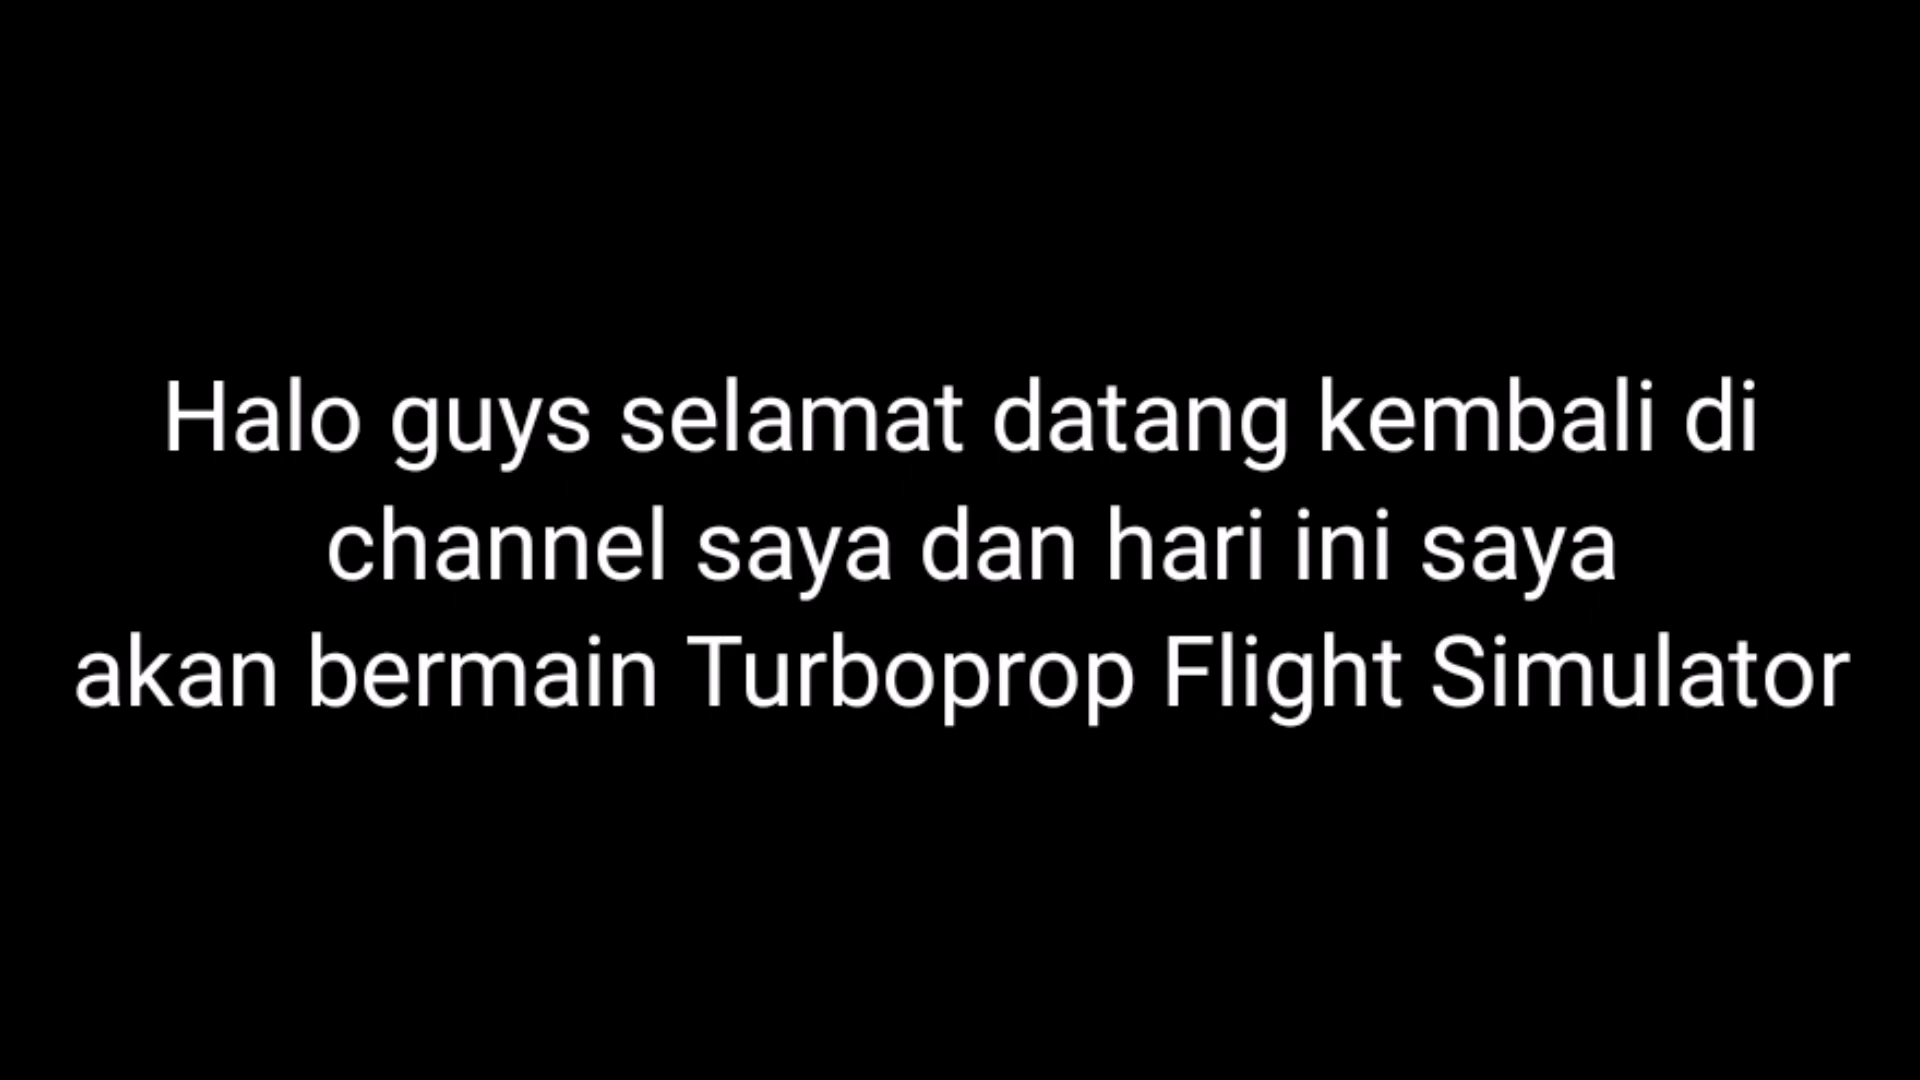 Halo guys selamat datang kembali di
channel saya dan hari ini saya
akan bermain Turboprop Flight Simulator